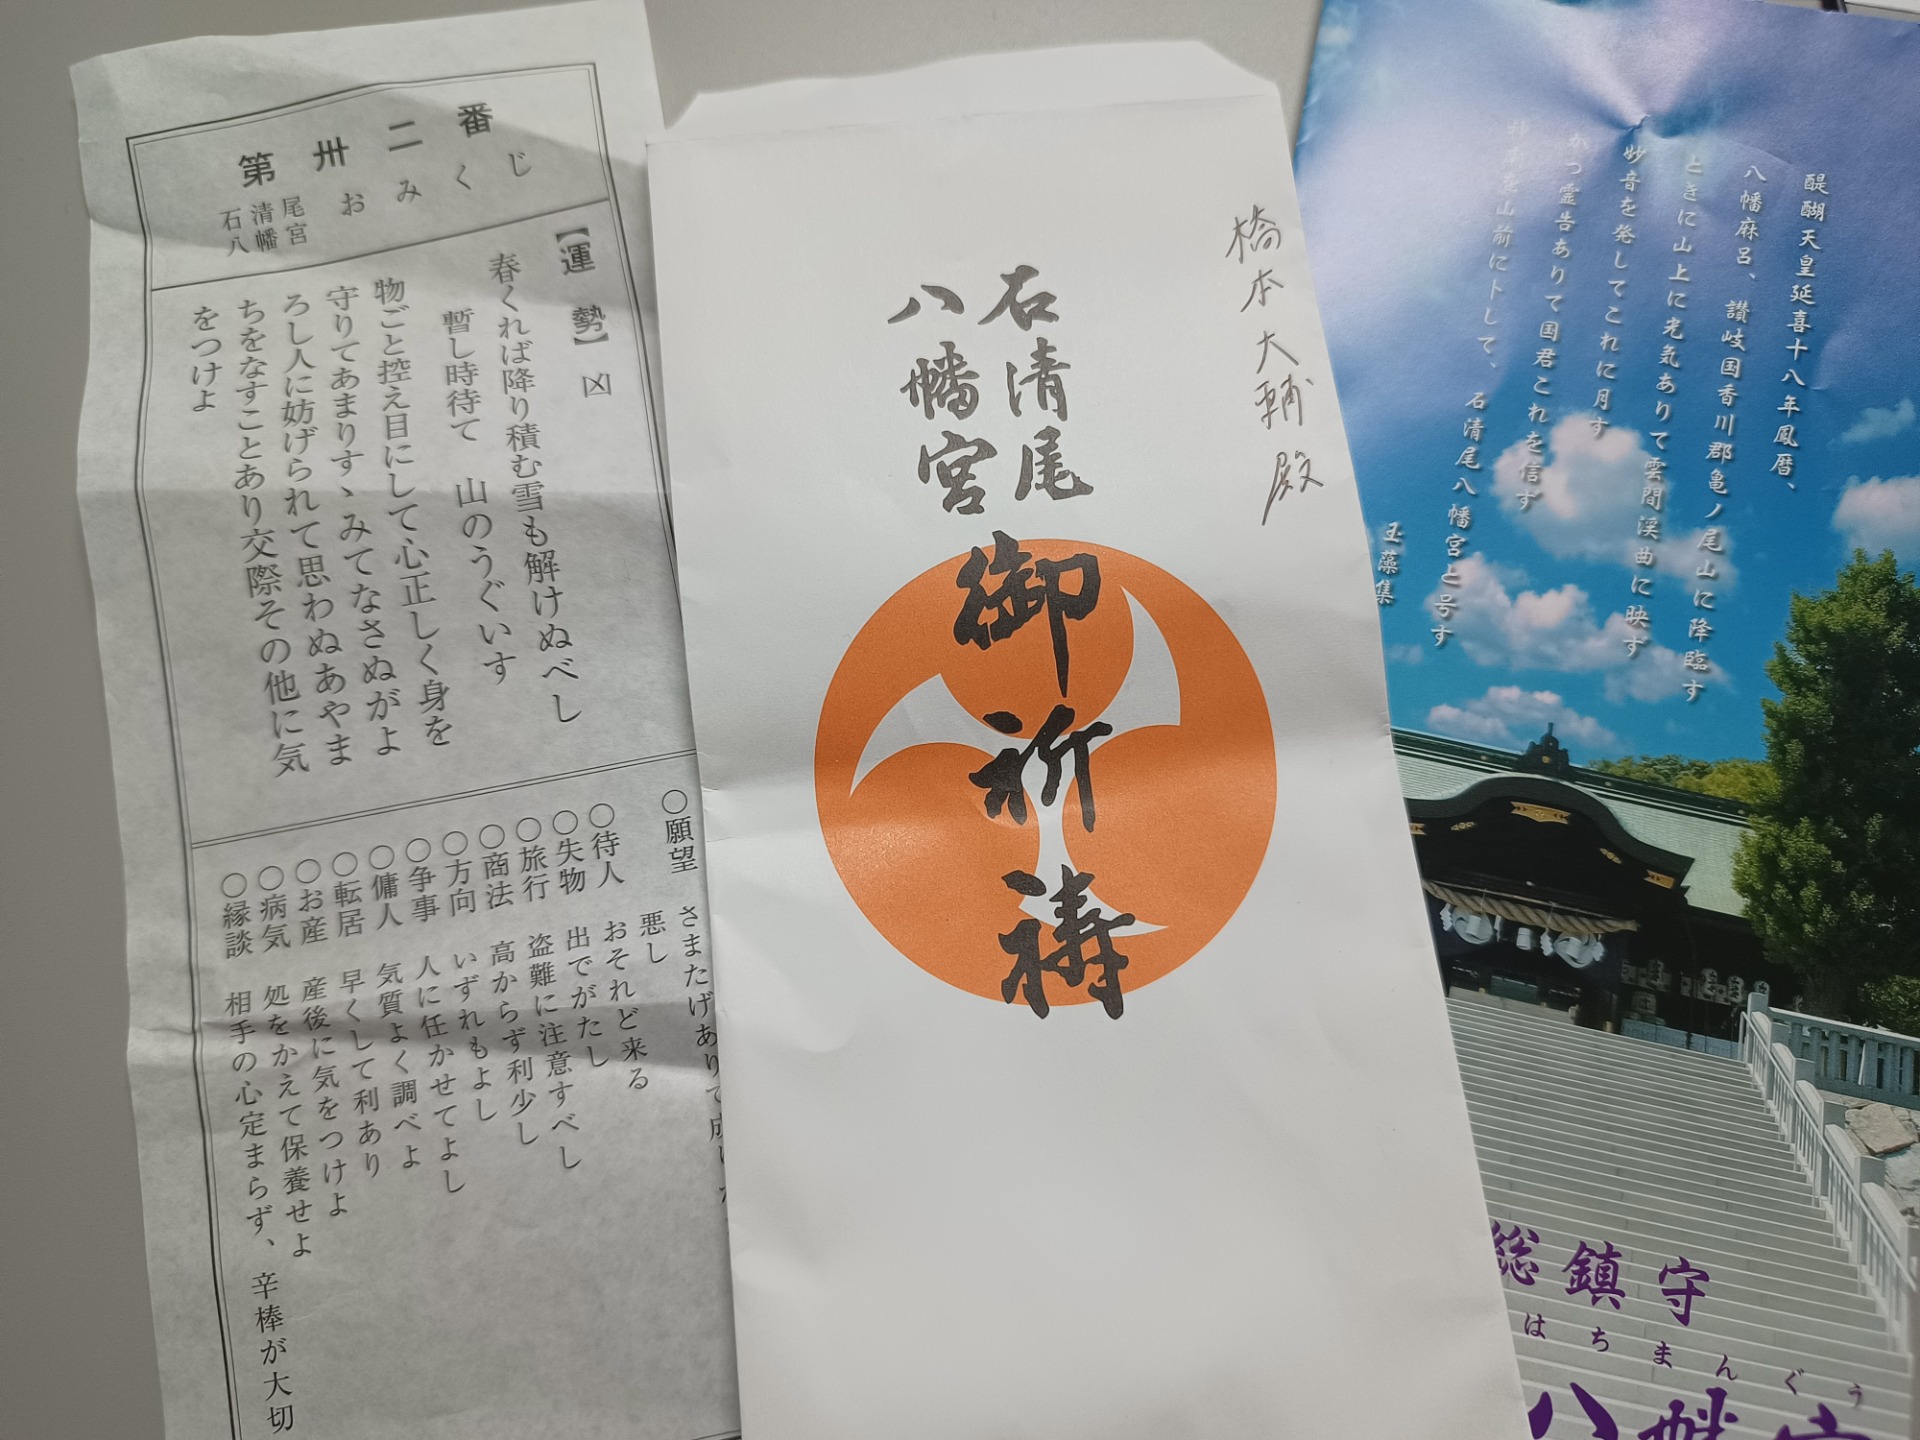 第卅二番
おみくじ
石清尾
八幡宮
【運勢】凶
春くれば降り積む雪も解けぬべし
暫し時待て 山のうぐいす
物ごと控え目にして心正しく身を
守りてあまりすゝみてなさぬがよ
ろし人に妨げられて思わぬあやま
ちをなすことあり交際その他に気
をつけよ
○願望 さまたげありて成
悪し
○待人 おそれど来る
○失物 出でがたし
○旅行 盗難に注意すべし
○商法 高からず利少し
○方向 いずれもよし
○争事 人に任かせてよし
○傭人 気質よく調べよ
○転居 早くして利あり
○お産 産後に気をつけよ
○病気 処をかえて保養せよ
○縁談 相手の心定まらず、辛棒が大切
橋本大輔 殿
石清尾
八幡宮
御祈祷
醍醐天皇延喜十八年鳳暦、
八幡麻呂、讃岐国香川郡亀ノ尾山に降臨す
ときに山上に光気ありて雲間渓曲に映ず
妙音を発してこれに月す
かつ霊告ありて国君これを信ず
山前に卜して、石清尾八幡宮と号す
玉藻集
総鎮守
はちまんぐう
八幡宮